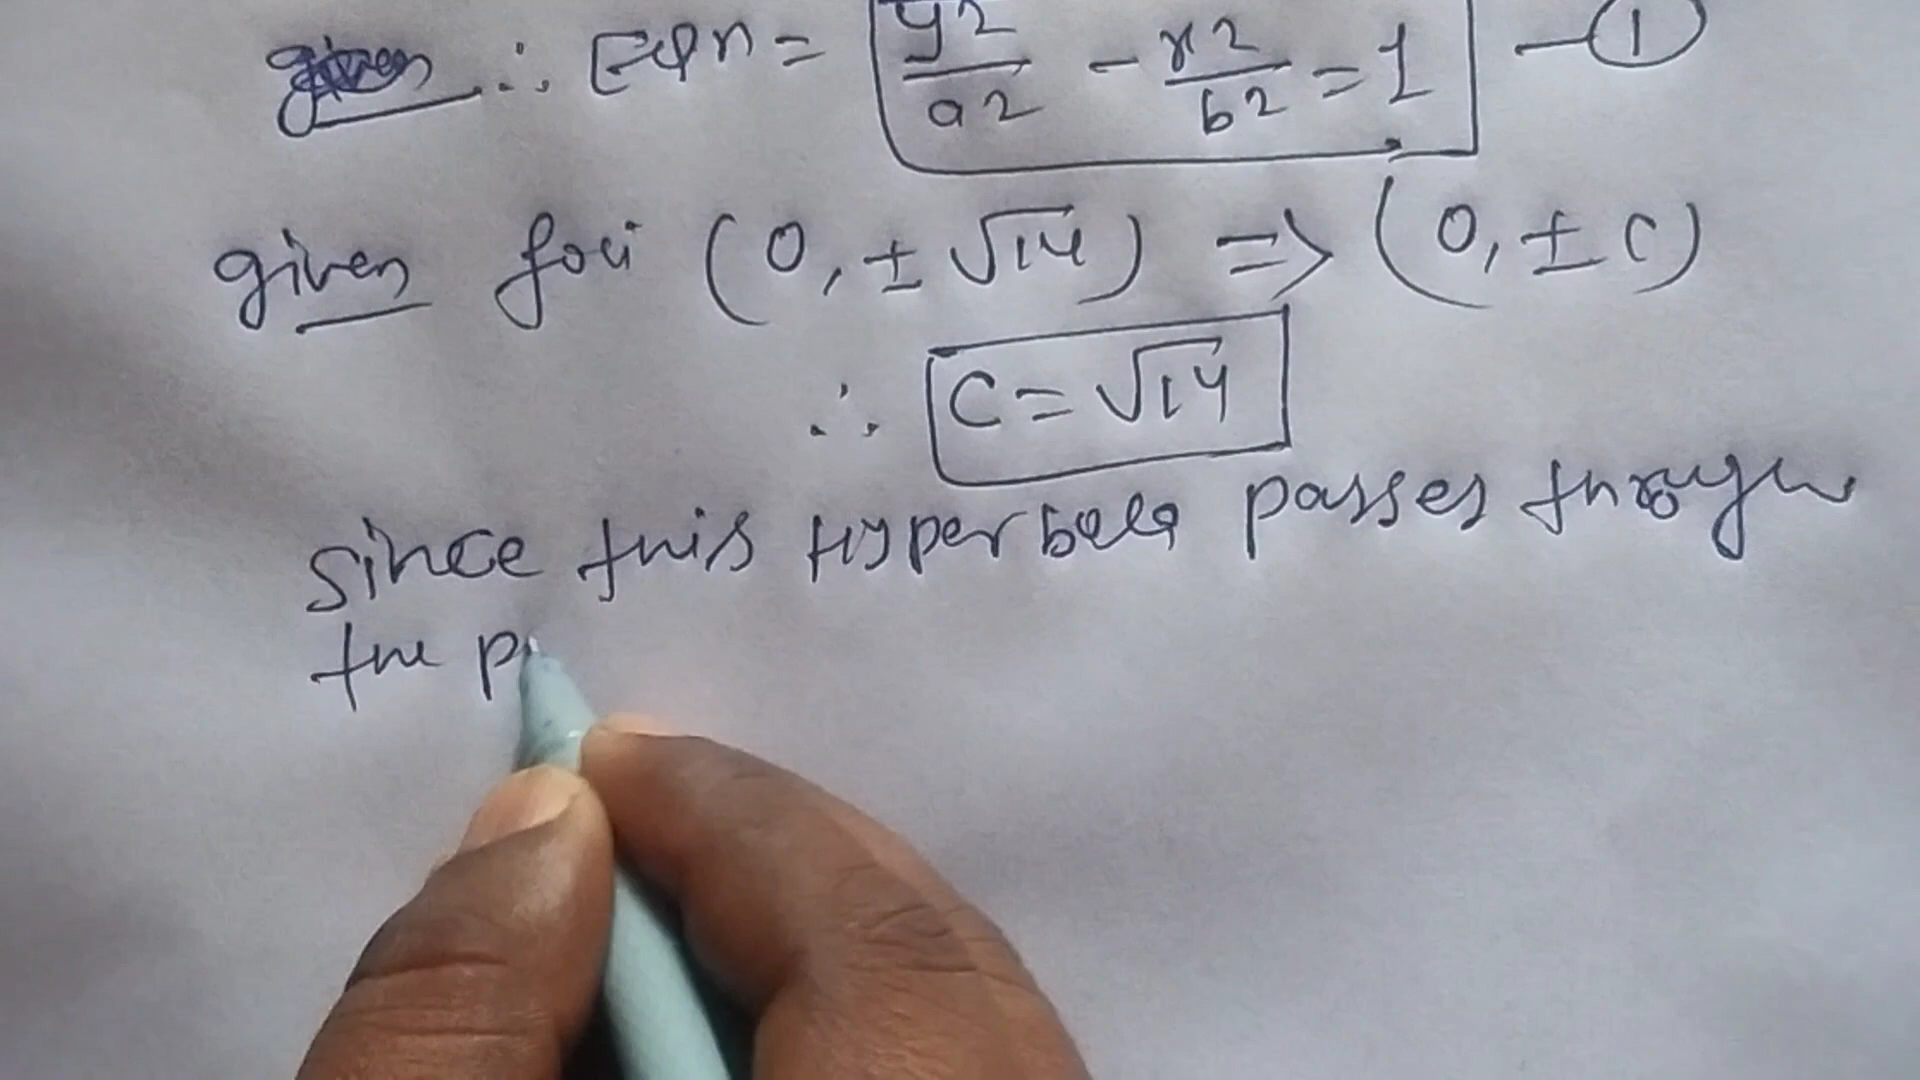 given ∴ Eqn = y2/a2 - x2/b2 = 1 — 1
given foci (0, ± √14) => (0, ± c)
∴ C = √14
since this Hyperbola passes through
the p